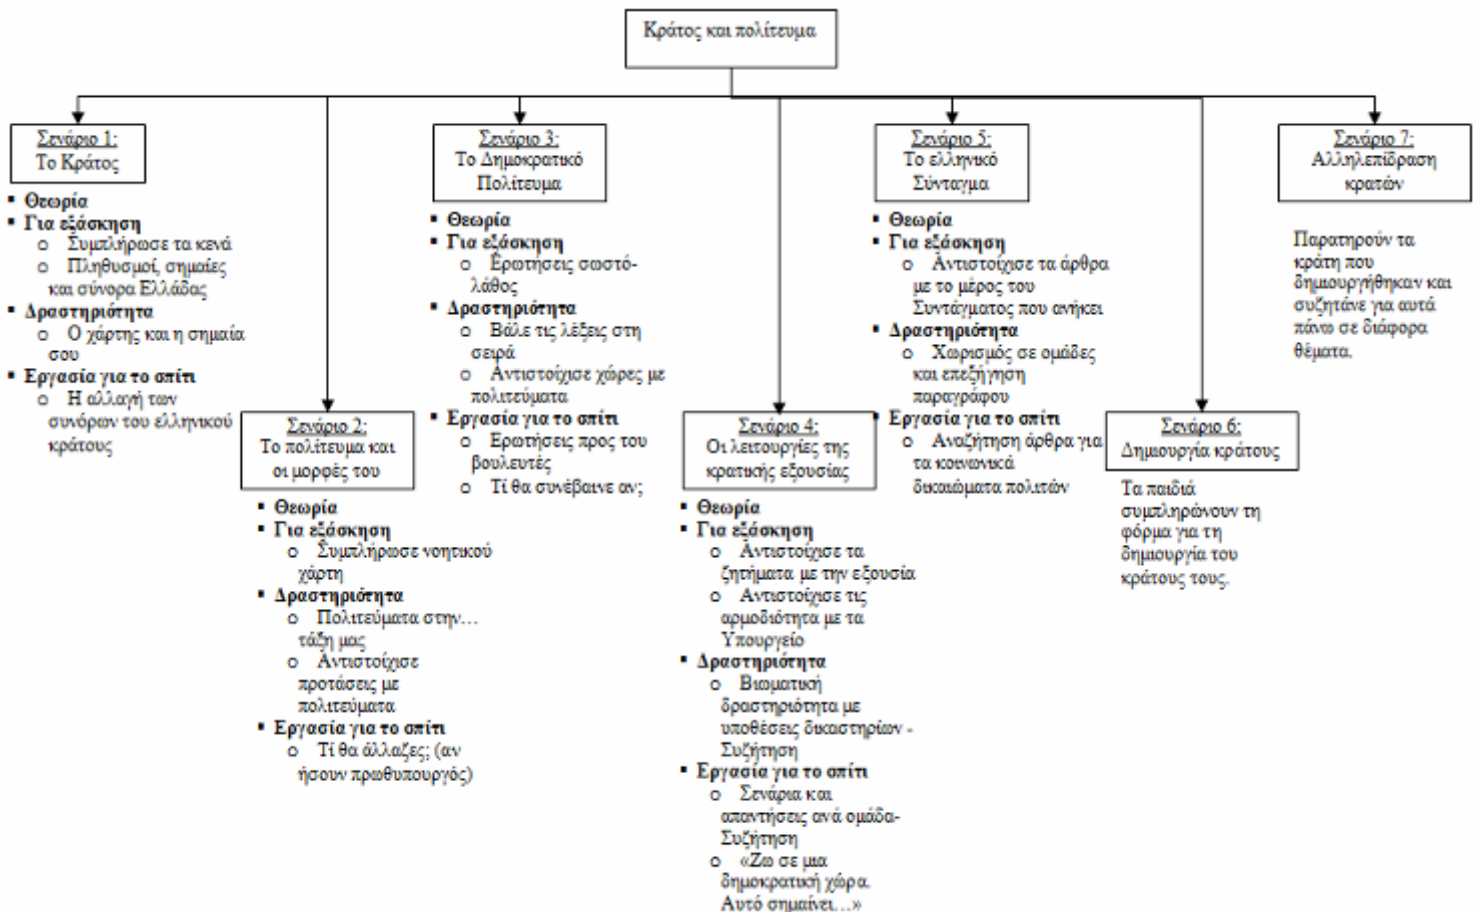 Κράτος και πολίτευμα
Σενάριο 1:
Το Κράτος
▪ Θεωρία
▪ Για εξάσκηση
o Συμπλήρωσε τα κενά
o Πληθυσμοί, σημαίες
και σύνορα Ελλάδας
▪ Δραστηριότητα
o Ο χάρτης και η σημαία
σου
▪ Εργασία για το σπίτι
o Η αλλαγή των
συνόρων του ελληνικού
κράτους
Σενάριο 2:
Το πολίτευμα και
οι μορφές του
▪ Θεωρία
▪ Για εξάσκηση
o Συμπλήρωσε νοητικού
χάρτη
▪ Δραστηριότητα
o Πολιτεύματα στην…
τάξη μας
o Αντιστοίχισε
προτάσεις με
πολιτεύματα
▪ Εργασία για το σπίτι
o Τί θα άλλαζες; (αν
ήσουν πρωθυπουργός)
Σενάριο 3:
Το Δημοκρατικό
Πολίτευμα
▪ Θεωρία
▪ Για εξάσκηση
o Ερωτήσεις σωστό-
λάθος
▪ Δραστηριότητα
o Βάλε τις λέξεις στη
σειρά
o Αντιστοίχισε χώρες με
πολιτεύματα
▪ Εργασία για το σπίτι
o Ερωτήσεις προς του
βουλευτές
o Τί θα συνέβαινε αν;
Σενάριο 4:
Οι λειτουργίες της
κρατικής εξουσίας
▪ Θεωρία
▪ Για εξάσκηση
o Αντιστοίχισε τα
ζητήματα με την εξουσία
o Αντιστοίχισε τις
αρμοδιότητα με τα
Υπουργείο
▪ Δραστηριότητα
o Βιωματική
δραστηριότητα με
υποθέσεις δικαστηρίων -
Συζήτηση
▪ Εργασία για το σπίτι
o Σενάρια και
απαντήσεις ανά ομάδα-
Συζήτηση
o «Ζω σε μια
δημοκρατική χώρα.
Αυτό σημαίνει…»
Σενάριο 5:
Το ελληνικό
Σύνταγμα
▪ Θεωρία
▪ Για εξάσκηση
o Αντιστοίχισε τα άρθρα
με το μέρος του
Συντάγματος που ανήκει
▪ Δραστηριότητα
o Χωρισμός σε ομάδες
και επεξήγηση
παραγράφου
▪ Εργασία για το σπίτι
o Αναζήτηση άρθρα για
τα κοινωνικά
δικαιώματα πολιτών
Σενάριο 6:
Δημιουργία κράτους
Τα παιδιά
συμπληρώνουν τη
φόρμα για τη
δημιουργία του
κράτους τους.
Σενάριο 7:
Αλληλεπίδραση
κρατών
Παρατηρούν τα
κράτη που
δημιουργήθηκαν και
συζητάνε για αυτά
πάνω σε διάφορα
θέματα.